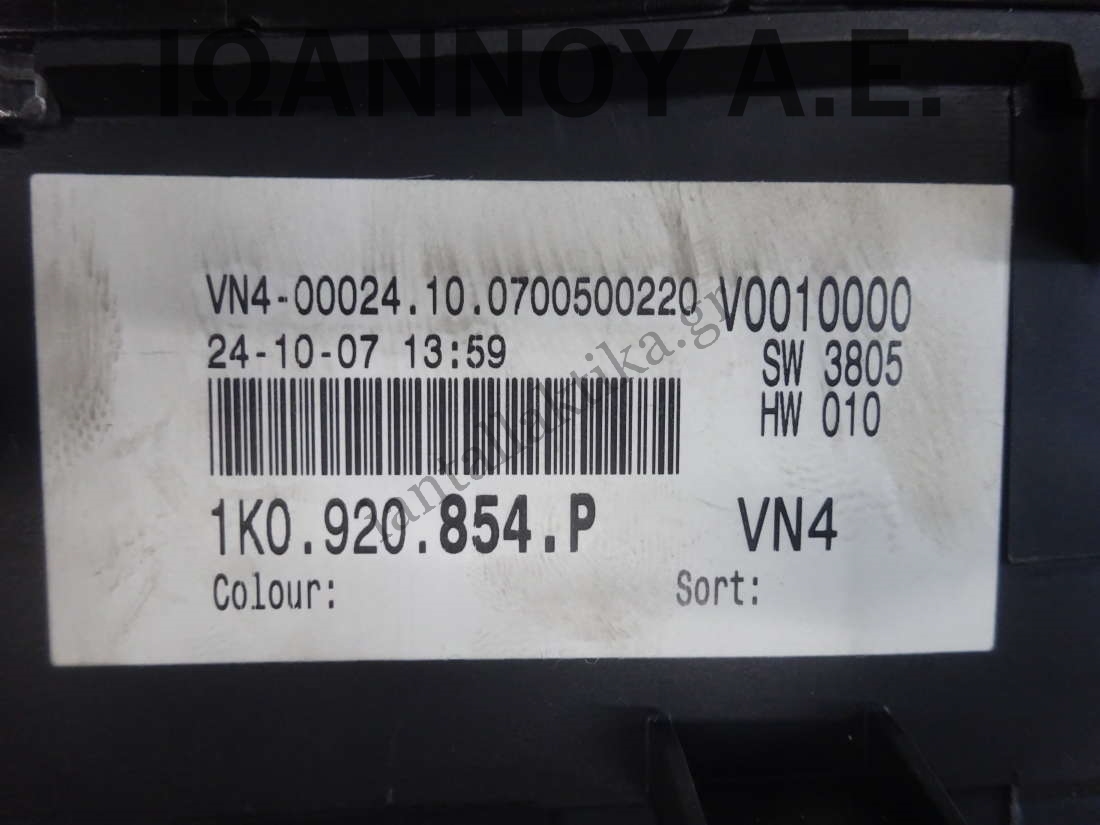 ΙΩΑΝΝΟΥ Α.Ε.
VN4-00024.10.0700500220 V0010000
24-10-07 13:59
SW 3805
HW 010
1K0.920.854.P VN4
Colour: Sort:
iantallaktika.gr